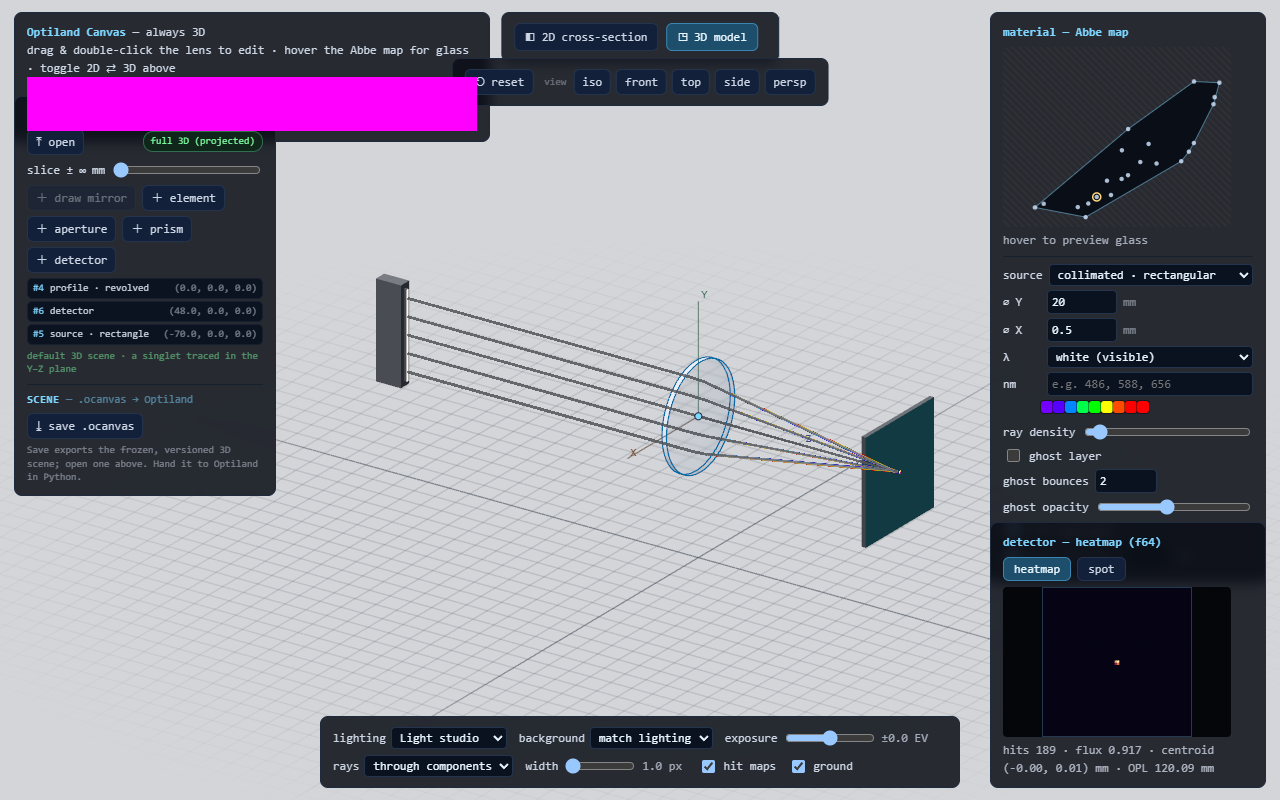 Optiland Canvas — always 3D
drag & double-click the lens to edit · hover the Abbe map for glass
· toggle 2D ⇄ 3D above
2D cross-section
3D model
reset
view
iso
front
top
side
persp
open
full 3D (projected)
slice ± ∞ mm
+ draw mirror
+ element
+ aperture
+ prism
+ detector
#4 profile · revolved (0.0, 0.0, 0.0)
#6 detector (48.0, 0.0, 0.0)
#5 source · rectangle (-70.0, 0.0, 0.0)
default 3D scene · a singlet traced in the
Y–Z plane
SCENE — .ocanvas → Optiland
save .ocanvas
Save exports the frozen, versioned 3D
scene; open one above. Hand it to Optiland
in Python.
Y
X
Z
material — Abbe map
hover to preview glass
source collimated · rectangular
⌀ Y 20 mm
⌀ X 0.5 mm
λ white (visible)
nm e.g. 486, 588, 656
ray density
ghost layer
ghost bounces 2
ghost opacity
detector — heatmap (f64)
heatmap
spot
hits 189 · flux 0.917 · centroid
(-0.00, 0.01) mm · OPL 120.09 mm
lighting Light studio background match lighting exposure ±0.0 EV
rays through components width 1.0 px hit maps ground